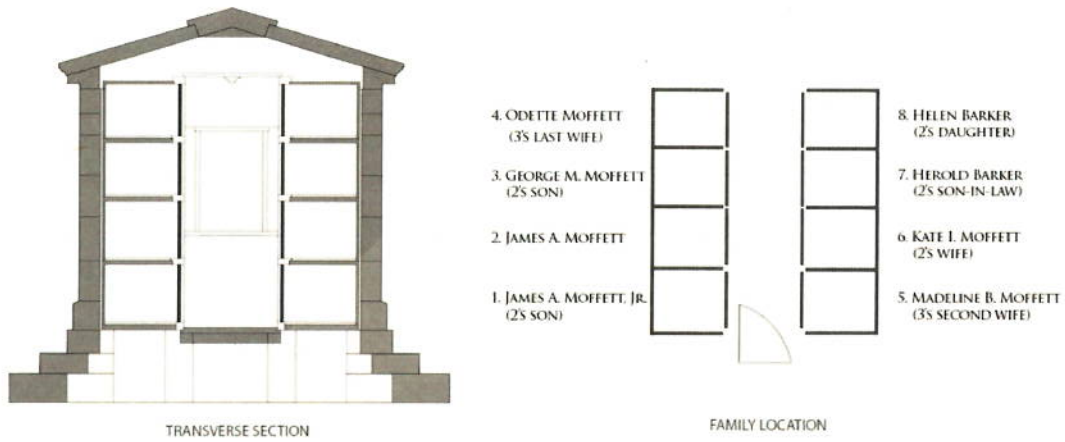 4. ODETTE MOFFETT
(3'S LAST WIFE)
3. GEORGE M. MOFFETT
(2'S SON)
2. JAMES A. MOFFETT
1. JAMES A. MOFFETT, JR.
(2'S SON)
8. HELEN BARKER
(2'S DAUGHTER)
7. HEROLD BARKER
(2'S SON-IN-LAW)
6. KATE I. MOFFETT
(2'S WIFE)
5. MADELINE B. MOFFETT
(3'S SECOND WIFE)
TRANSVERSE SECTION
FAMILY LOCATION